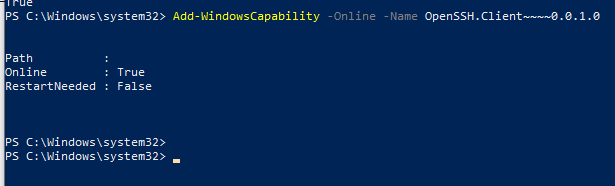 True
PS C:\Windows\system32> Add-WindowsCapability -Online -Name OpenSSH.Client~~~~0.0.1.0
Path          :
Online        : True
RestartNeeded : False
PS C:\Windows\system32>
PS C:\Windows\system32>